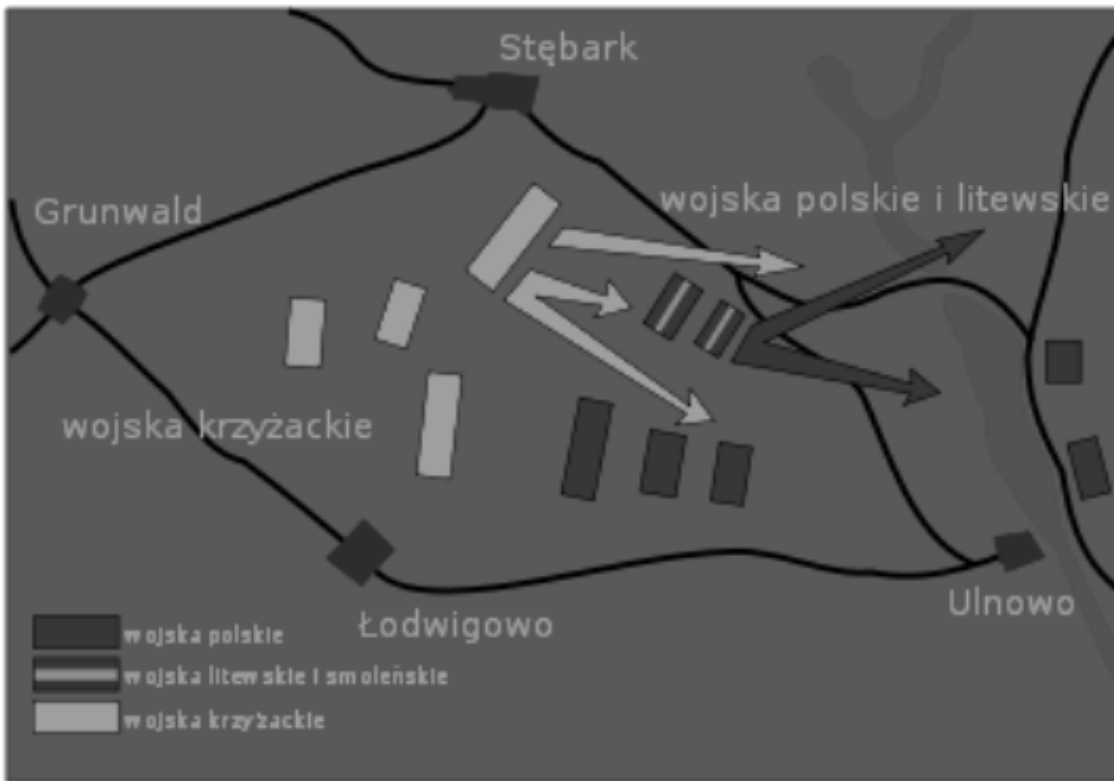 Stębark
wojska polskie i litewskie
Grunwald
wojska krzyżackie
Ulnowo
Łodwigowo
wojska polskie
wojska litewskie i smoleńskie
wojska krzyżackie